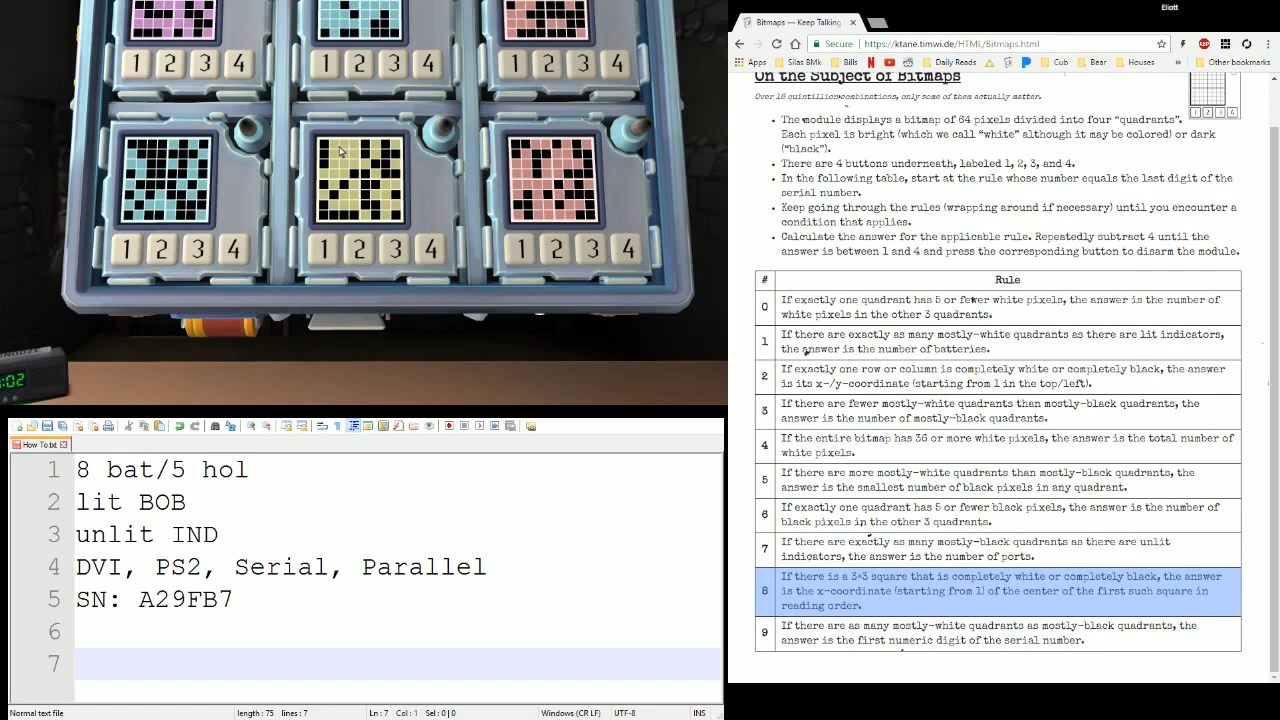 Eliott
Bitmaps — Keep Talking
Secure
https://ktane.timwi.de/HTML/Bitmaps.html
Apps
Silas BMk
Bills
Daily Reads
Cub
Bear
Houses
»
Other bookmarks
On the Subject of Bitmaps
Over 18 quintillion combinations, only some of them actually matter.
1 2 3 4
• The module displays a bitmap of 64 pixels divided into four “quadrants”.
Each pixel is bright (which we call “white” although it may be colored) or dark
(“black”).
• There are 4 buttons underneath, labeled 1, 2, 3, and 4.
• In the following table, start at the rule whose number equals the last digit of the
serial number.
• Keep going through the rules (wrapping around if necessary) until you encounter a
condition that applies.
• Calculate the answer for the applicable rule. Repeatedly subtract 4 until the
answer is between 1 and 4 and press the corresponding button to disarm the module.
# Rule
0 If exactly one quadrant has 5 or fewer white pixels, the answer is the number of
white pixels in the other 3 quadrants.
1 If there are exactly as many mostly-white quadrants as there are lit indicators,
the answer is the number of batteries.
2 If exactly one row or column is completely white or completely black, the answer
is its x-/y-coordinate (starting from 1 in the top/left).
3 If there are fewer mostly-white quadrants than mostly-black quadrants, the
answer is the number of mostly-black quadrants.
4 If the entire bitmap has 36 or more white pixels, the answer is the total number of
white pixels.
5 If there are more mostly-white quadrants than mostly-black quadrants, the
answer is the smallest number of black pixels in any quadrant.
6 If exactly one quadrant has 5 or fewer black pixels, the answer is the number of
black pixels in the other 3 quadrants.
7 If there are exactly as many mostly-black quadrants as there are unlit
indicators, the answer is the number of ports.
8 If there is a 3×3 square that is completely white or completely black, the answer
is the x-coordinate (starting from 1) of the center of the first such square in
reading order.
9 If there are as many mostly-white quadrants as mostly-black quadrants, the
answer is the first numeric digit of the serial number.
1 2 3 4
1 2 3 4
1 2 3 4
1 2 3 4
1 2 3 4
1 2 3 4
:02
How To.txt
1 8 bat/5 hol
2 lit BOB
3 unlit IND
4 DVI, PS2, Serial, Parallel
5 SN: A29FB7
6
7
Normal text file
length : 75 lines : 7
Ln : 7 Col : 1 Sel : 0 | 0
Windows (CR LF)
UTF-8
INS